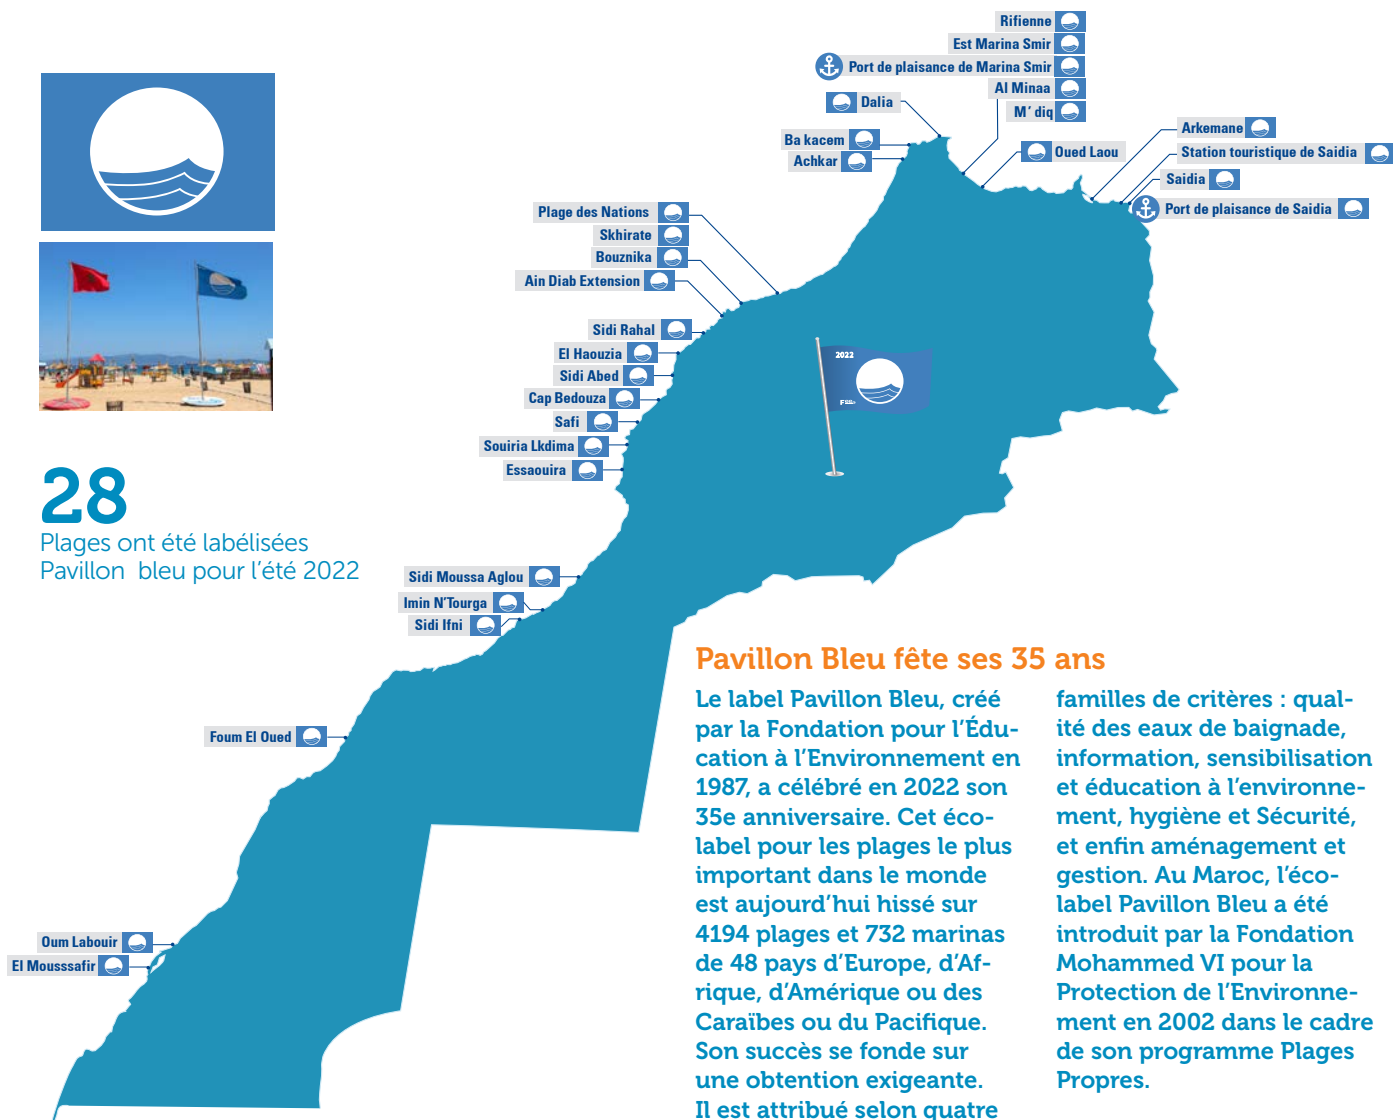 Rifienne
Est Marina Smir
Port de plaisance de Marina Smir
Al Minaa
M’ diq
Dalia
Ba kacem
Achkar
Oued Laou
Arkemane
Station touristique de Saidia
Saidia
Port de plaisance de Saidia
Plage des Nations
Skhirate
Bouznika
Ain Diab Extension
Sidi Rahal
El Haouzia
Sidi Abed
Cap Bedouza
Safi
Souiria Lkdima
Essaouira
2022
28
Plages ont été labélisées
Pavillon bleu pour l’été 2022
Sidi Moussa Aglou
Imin N’Tourga
Sidi Ifni
Foum El Oued
Oum Labouir
El Mousssafir
Pavillon Bleu fête ses 35 ans
Le label Pavillon Bleu, créé
par la Fondation pour l’Édu-
cation à l’Environnement en
1987, a célébré en 2022 son
35e anniversaire. Cet éco-
label pour les plages le plus
important dans le monde
est aujourd’hui hissé sur
4194 plages et 732 marinas
de 48 pays d’Europe, d’Af-
rique, d’Amérique ou des
Caraïbes ou du Pacifique.
Son succès se fonde sur
une obtention exigeante.
Il est attribué selon quatre
familles de critères : qual-
ité des eaux de baignade,
information, sensibilisation
et éducation à l’environne-
ment, hygiène et Sécurité,
et enfin aménagement et
gestion. Au Maroc, l’éco-
label Pavillon Bleu a été
introduit par la Fondation
Mohammed VI pour la
Protection de l’Environne-
ment en 2002 dans le cadre
de son programme Plages
Propres.